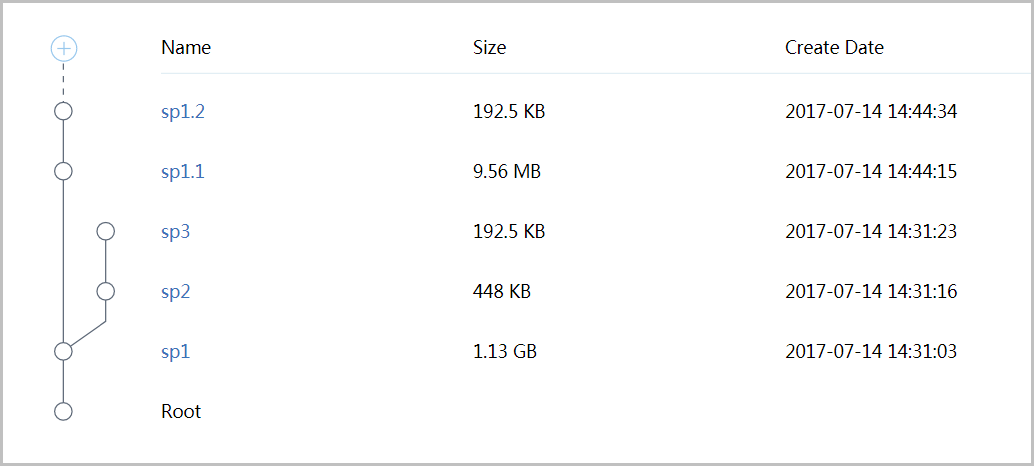 Name Size Create Date
sp1.2 192.5 KB 2017-07-14 14:44:34
sp1.1 9.56 MB 2017-07-14 14:44:15
sp3 192.5 KB 2017-07-14 14:31:23
sp2 448 KB 2017-07-14 14:31:16
sp1 1.13 GB 2017-07-14 14:31:03
Root